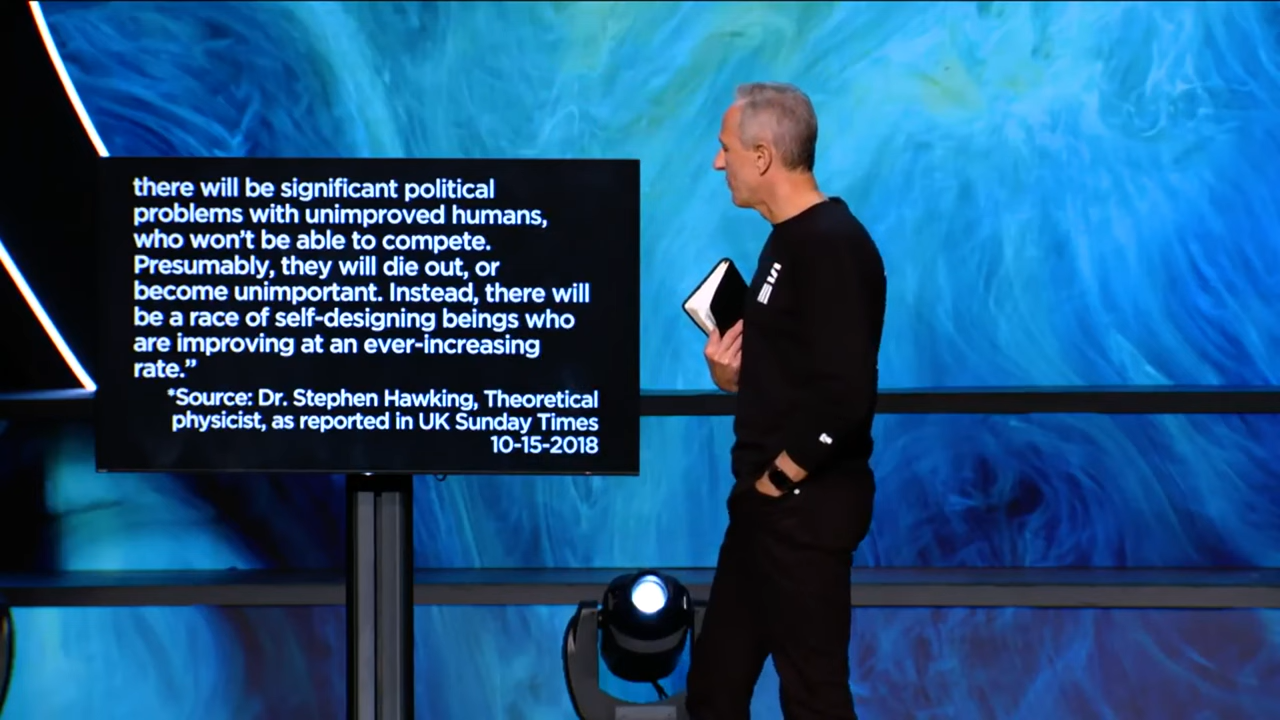 there will be significant political
problems with unimproved humans,
who won't be able to compete.
Presumably, they will die out, or
become unimportant. Instead, there will
be a race of self-designing beings who
are improving at an ever-increasing
rate.”
*Source: Dr. Stephen Hawking, Theoretical
physicist, as reported in UK Sunday Times
10-15-2018